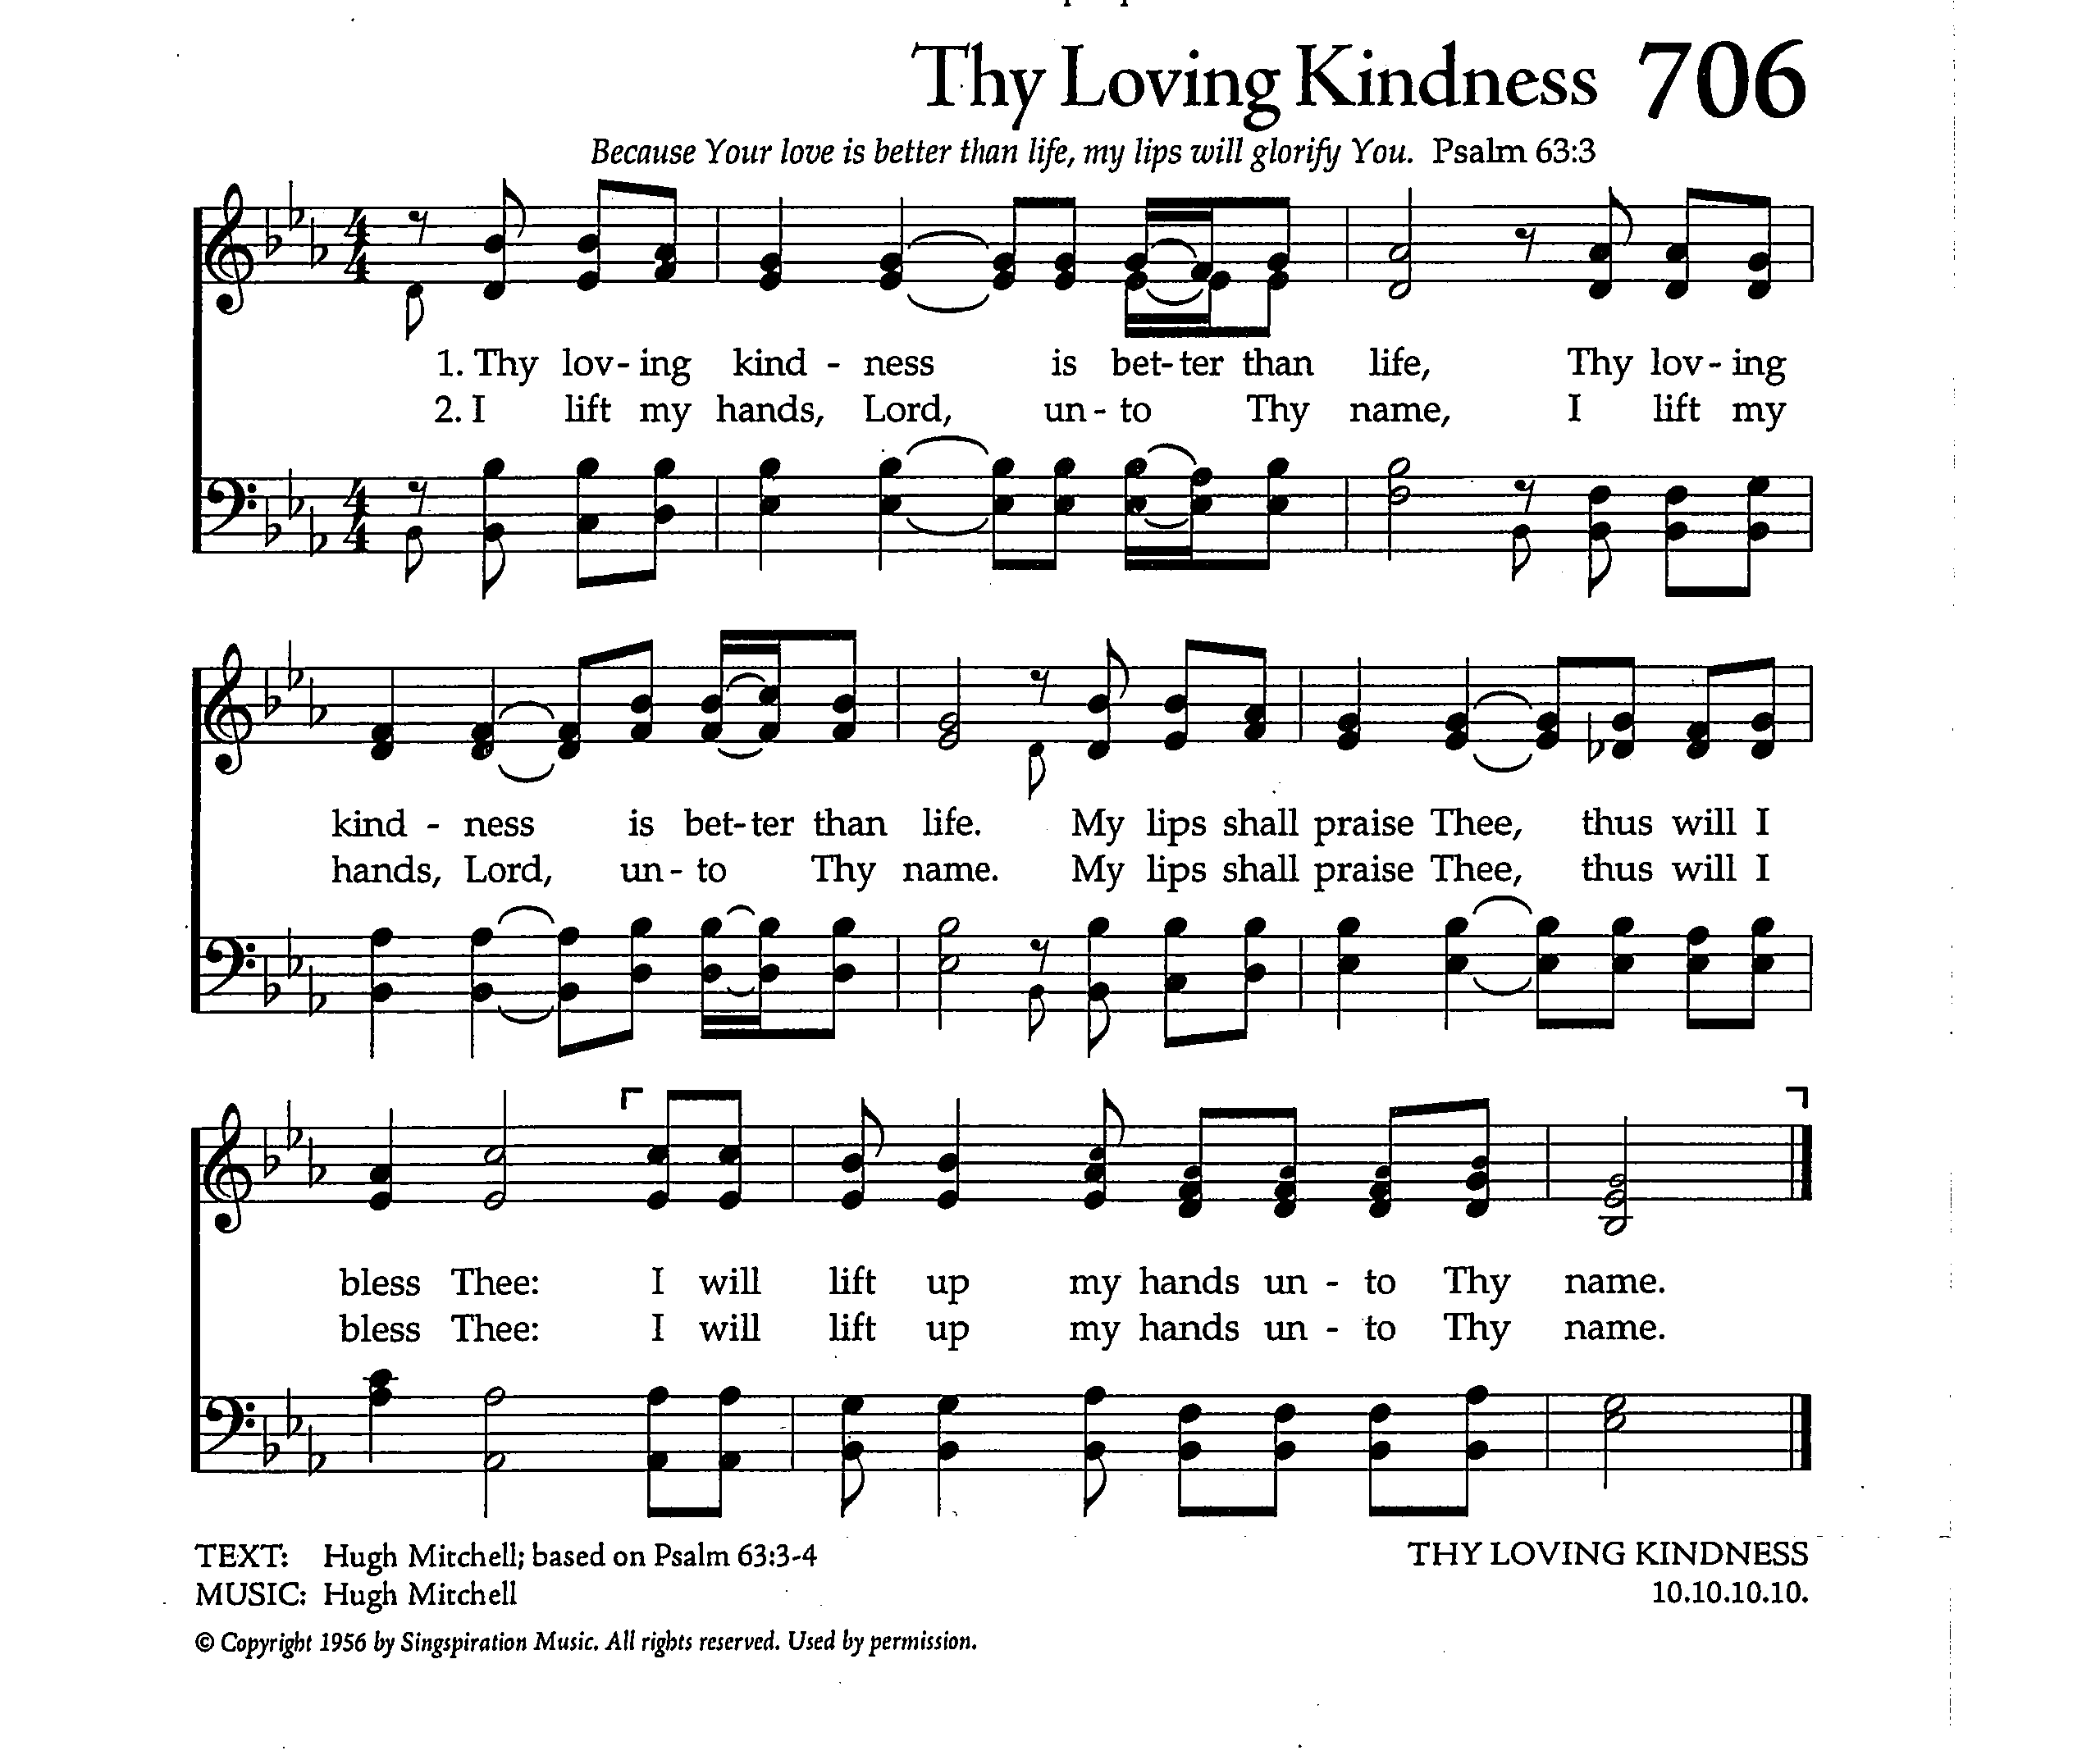 Thy Loving Kindness 706
Because Your love is better than life, my lips will glorify You. Psalm 63:3
1. Thy lov - ing kind - ness is bet - ter than life, Thy lov - ing
2. I lift my hands, Lord, un - to Thy name, I lift my
kind - ness is bet - ter than life. My lips shall praise Thee, thus will I
hands, Lord, un - to Thy name. My lips shall praise Thee, thus will I
bless Thee: I will lift up my hands un - to Thy name.
bless Thee: I will lift up my hands un - to Thy name.
TEXT: Hugh Mitchell; based on Psalm 63:3-4
MUSIC: Hugh Mitchell
THY LOVING KINDNESS
10.10.10.10.
© Copyright 1956 by Singspiration Music. All rights reserved. Used by permission.